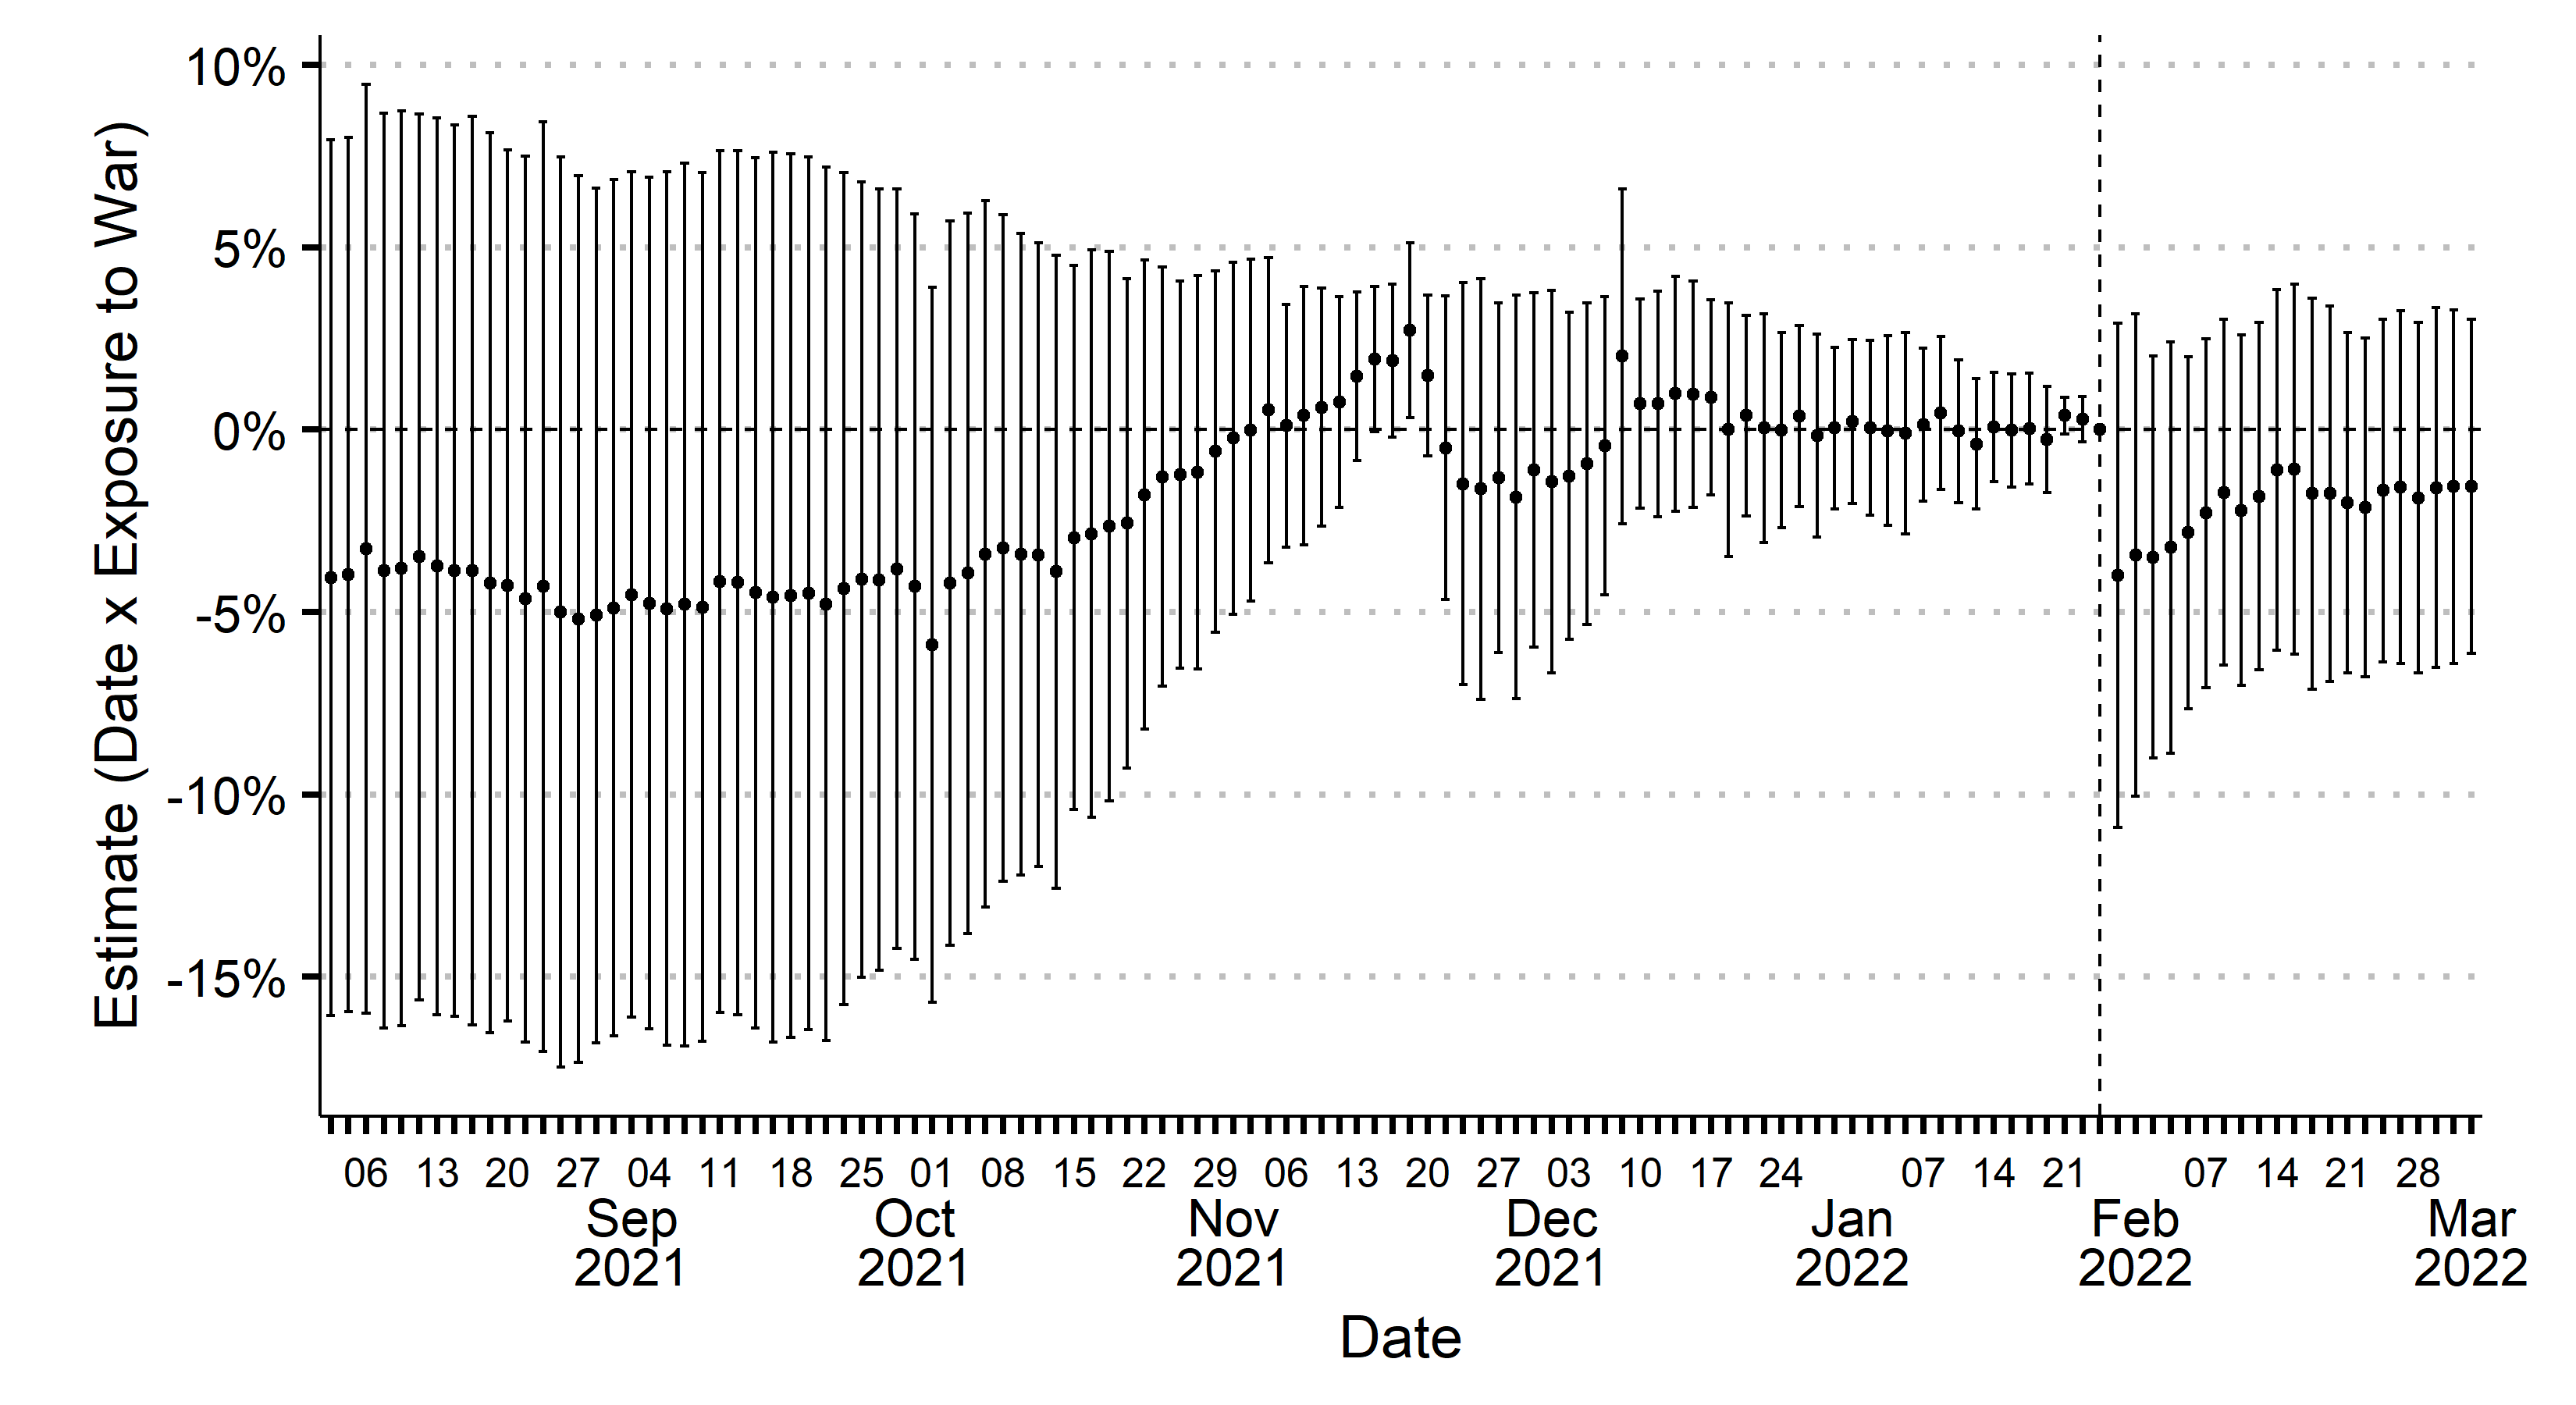 Estimate (Date x Exposure to War)
10%
5%
0%
-5%
-10%
-15%
06 13 20 27 04 11 18 25 01 08 15 22 29 06 13 20 27 03 10 17 24 07 14 21 07 14 21 28
Sep Oct Nov Dec Jan Feb Mar
2021 2021 2021 2021 2022 2022 2022
Date